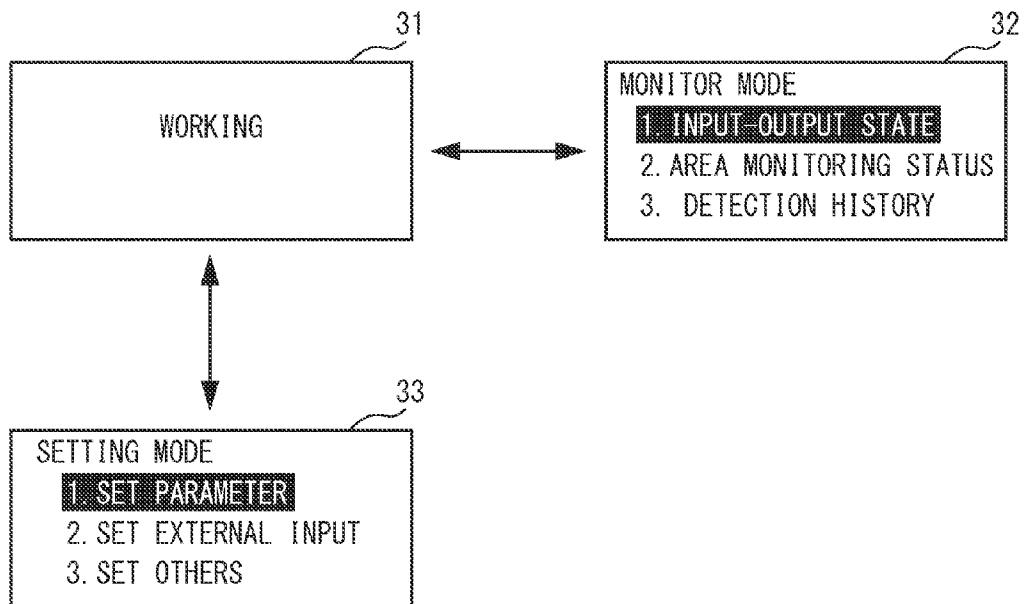 31
WORKING
32
MONITOR MODE
1. INPUT-OUTPUT STATE
2. AREA MONITORING STATUS
3. DETECTION HISTORY
33
SETTING MODE
1. SET PARAMETER
2. SET EXTERNAL INPUT
3. SET OTHERS